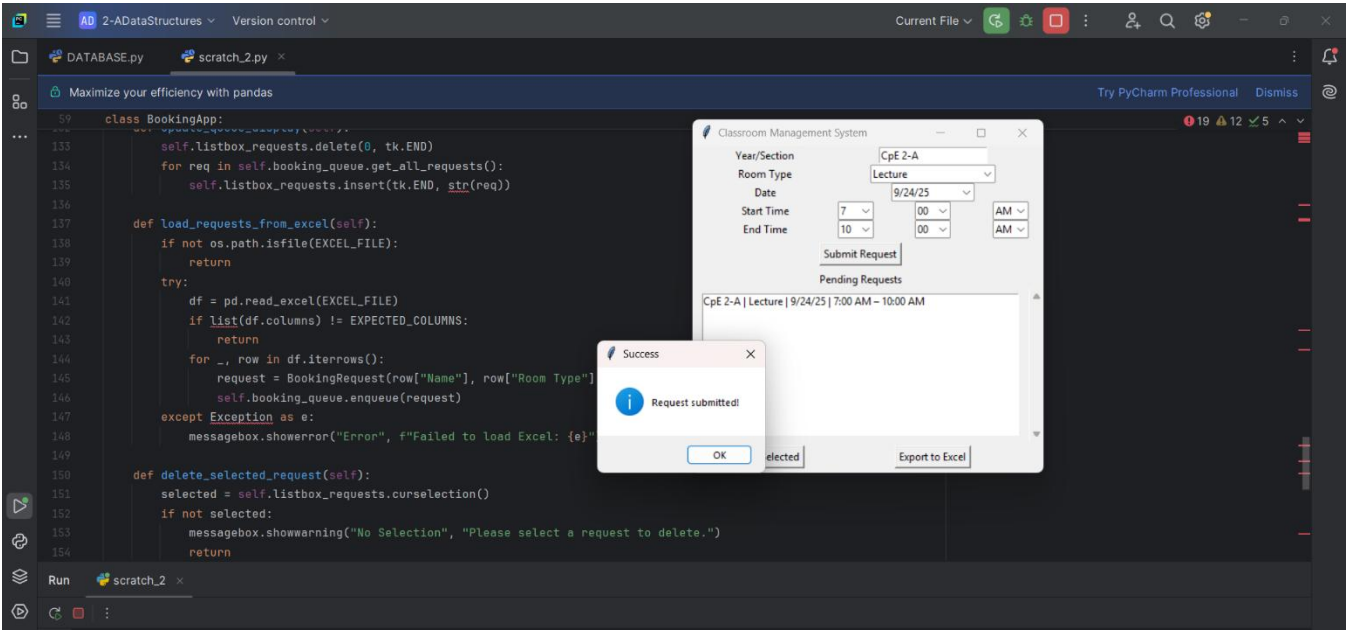 AD 2-ADataStructures Version control Current File
DATABASE.py scratch_2.py
Maximize your efficiency with pandas Try PyCharm Professional Dismiss
59 class BookingApp: 19 12 5
133 self.listbox_requests.delete(0, tk.END)
134 for req in self.booking_queue.get_all_requests():
135 self.listbox_requests.insert(tk.END, str(req))
136
137 def load_requests_from_excel(self):
138 if not os.path.isfile(EXCEL_FILE):
139 return
140 try:
141 df = pd.read_excel(EXCEL_FILE)
142 if list(df.columns) != EXPECTED_COLUMNS:
143 return
144 for _, row in df.iterrows():
145 request = BookingRequest(row["Name"], row["Room Type"]
146 self.booking_queue.enqueue(request)
147 except Exception as e:
148 messagebox.showerror("Error", f"Failed to load Excel: {e}"
149
150 def delete_selected_request(self):
151 selected = self.listbox_requests.curselection()
152 if not selected:
153 messagebox.showwarning("No Selection", "Please select a request to delete.")
154 return
Classroom Management System
Year/Section CpE 2-A
Room Type Lecture
Date 9/24/25
Start Time 7 00 AM
End Time 10 00 AM
Submit Request
Pending Requests
CpE 2-A | Lecture | 9/24/25 | 7:00 AM – 10:00 AM
elected Export to Excel
Success
Request submitted!
OK
Run scratch_2